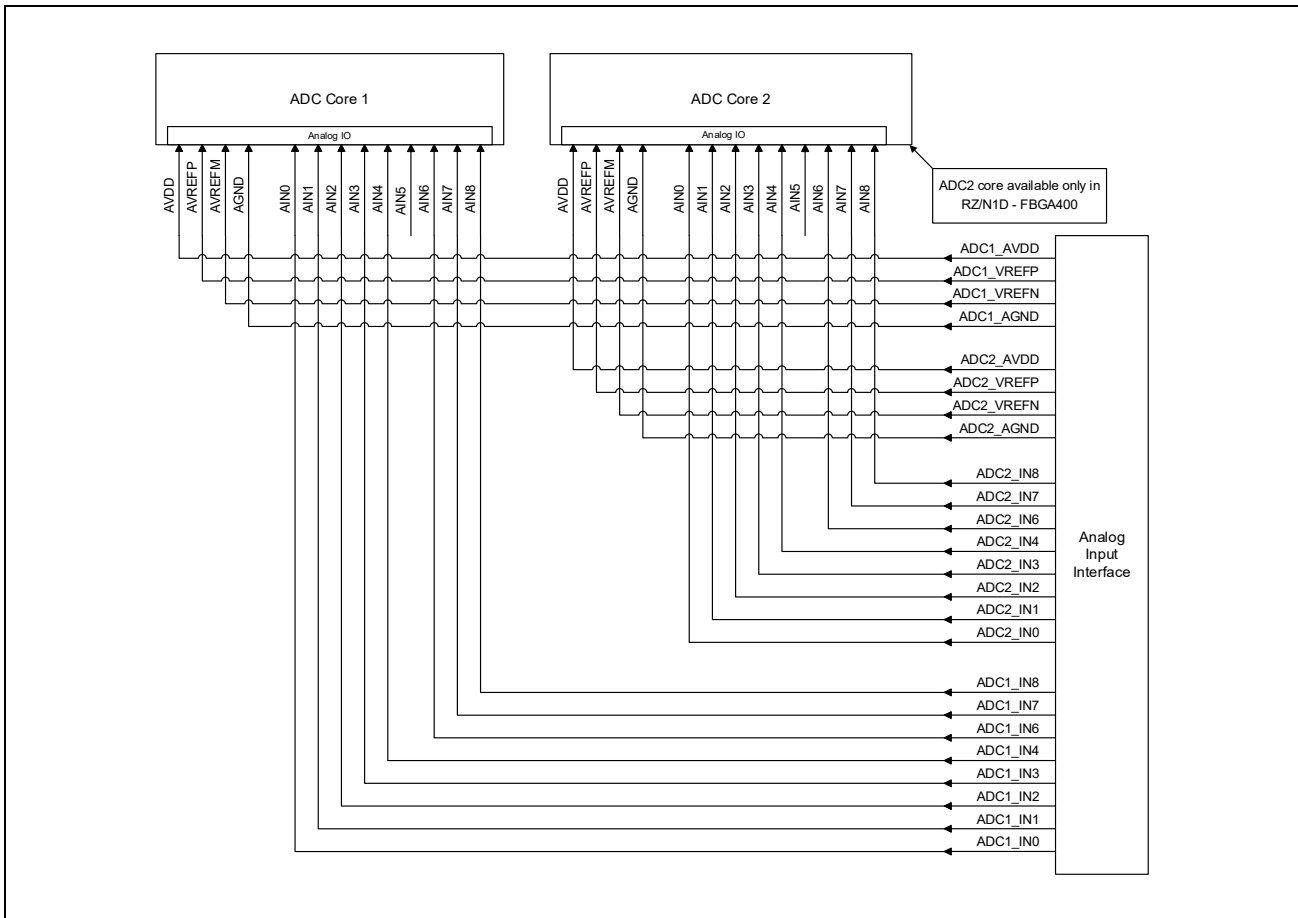 ADC Core 1
Analog IO
AVDD
AVREFP
AVREFM
AGND
AIN0
AIN1
AIN2
AIN3
AIN4
AIN5
AIN6
AIN7
AIN8
ADC Core 2
Analog IO
AVDD
AVREFP
AVREFM
AGND
AIN0
AIN1
AIN2
AIN3
AIN4
AIN5
AIN6
AIN7
AIN8
ADC2 core available only in
RZ/N1D - FBGA400
ADC1_AVDD
ADC1_VREFP
ADC1_VREFN
ADC1_AGND
ADC2_AVDD
ADC2_VREFP
ADC2_VREFN
ADC2_AGND
ADC2_IN8
ADC2_IN7
ADC2_IN6
ADC2_IN4
ADC2_IN3
ADC2_IN2
ADC2_IN1
ADC2_IN0
ADC1_IN8
ADC1_IN7
ADC1_IN6
ADC1_IN4
ADC1_IN3
ADC1_IN2
ADC1_IN1
ADC1_IN0
Analog
Input
Interface